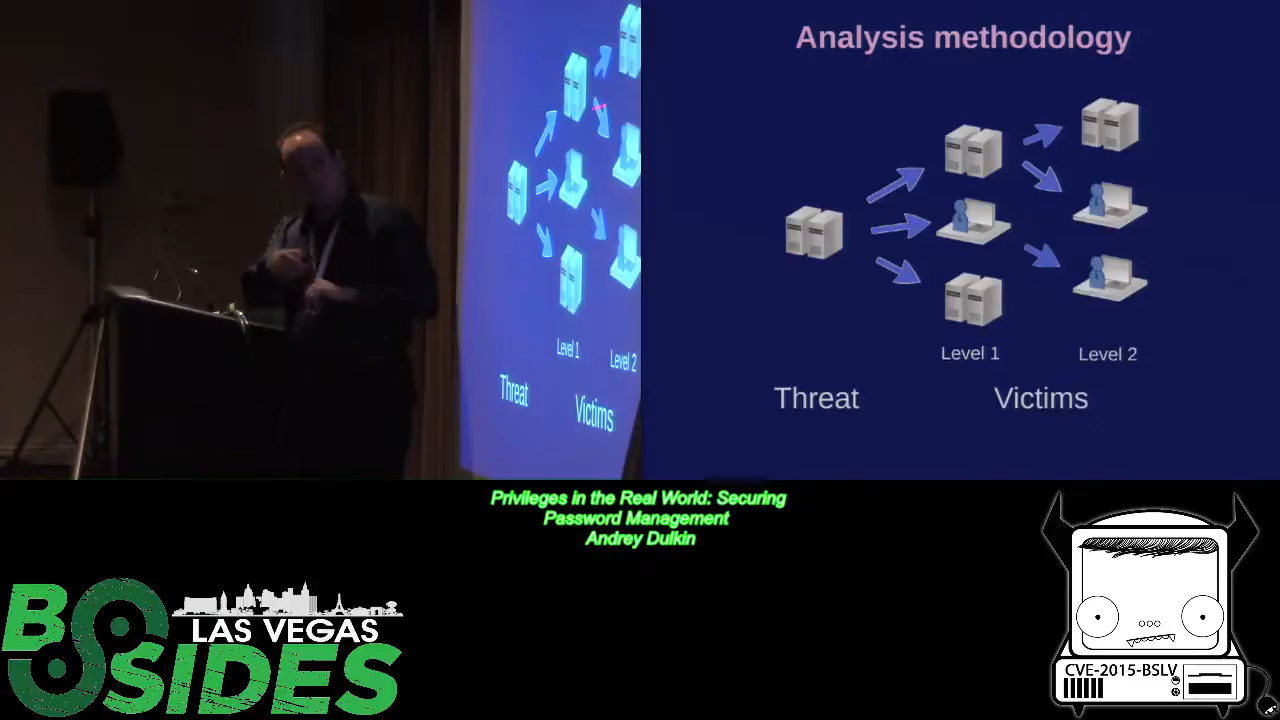 Analysis methodology
Level 1
Level 2
Threat
Victims
Level 1
Level 2
Threat
Victims
Privileges in the Real World: Securing
Password Management
Andrey Dulkin
BSIDES
LAS VEGAS
CVE-2015-BSLV